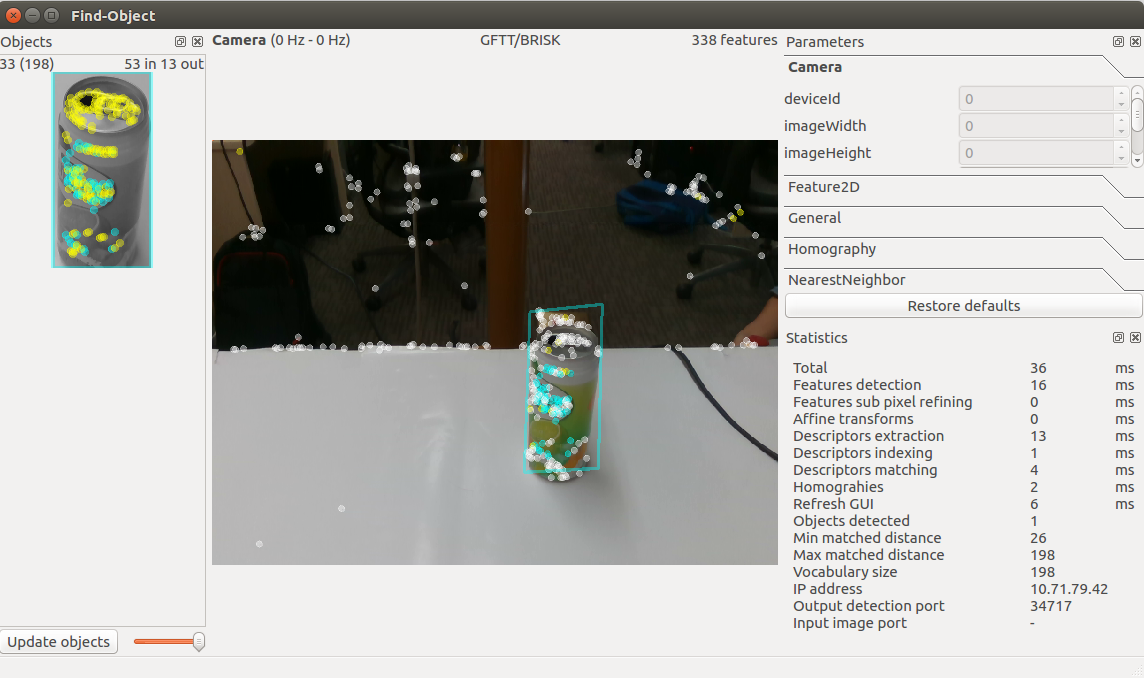 Find-Object
Objects
33 (198) 53 in 13 out
Update objects
Camera (0 Hz - 0 Hz) GFTT/BRISK 338 features
Parameters
Camera
deviceId 0
imageWidth 0
imageHeight 0
Feature2D
General
Homography
NearestNeighbor
Restore defaults
Statistics
Total 36 ms
Features detection 16 ms
Features sub pixel refining 0 ms
Affine transforms 0 ms
Descriptors extraction 13 ms
Descriptors indexing 1 ms
Descriptors matching 4 ms
Homograhies 2 ms
Refresh GUI 6 ms
Objects detected 1
Min matched distance 26
Max matched distance 198
Vocabulary size 198
IP address 10.71.79.42
Output detection port 34717
Input image port -